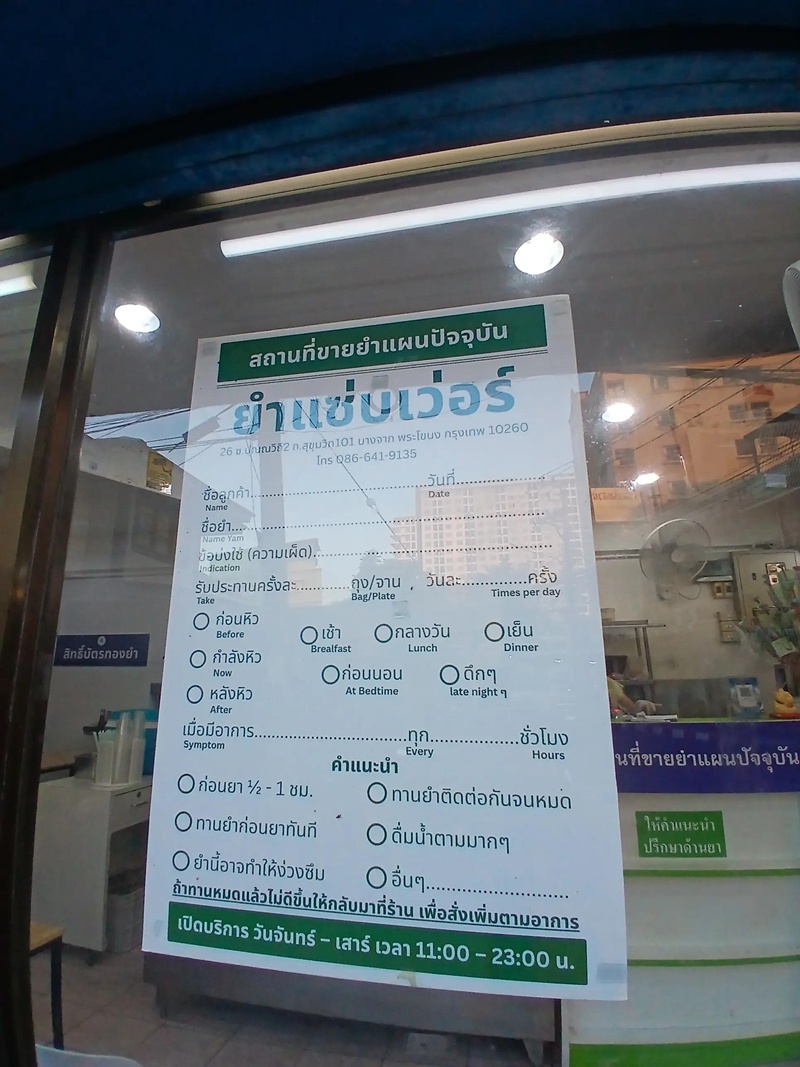 สถานที่ขายยำแผนปัจจุบัน
ยำแซ่บเว่อร์
26 ซ.ปุณณวิถี2 ถ.สุขุมวิท101 บางจาก พระโขนง กรุงเทพ 10260
โทร 086-641-9135
ชื่อลูกค้า..............................วันที่....................
Name Date
ชื่อยำ..................................................
Name Yam
ข้อบ่งใช้ (ความเผ็ด)..................................................
Indication
รับประทานครั้งละ............ถุง/จาน , วันละ..............ครั้ง
Take Bag/Plate Times per day
ก่อนหิว เช้า กลางวัน เย็น
Before Brealfast Lunch Dinner
กำลังหิว ก่อนนอน ดึกๆ
Now At Bedtime late night ๆ
หลังหิว
After
เมื่อมีอาการ..............................ทุก..................ชั่วโมง
Symptom Every Hours
คำแนะนำ
ก่อนยา ½ - 1 ชม. ทานยำติดต่อกันจนหมด
ทานยำก่อนยาทันที ดื่มน้ำตามมากๆ
ยำนี้อาจทำให้ง่วงซึม อื่นๆ............................
ถ้าทานหมดแล้วไม่ดีขึ้นให้กลับมาที่ร้าน เพื่อสั่งเพิ่มตามอาการ
เปิดบริการ วันจันทร์ – เสาร์ เวลา 11:00 – 23:00 น.
สิทธิ์บัตรทองยำ
นที่ขายยำแผนปัจจุบัน
ให้คำแนะนำ
ปรึกษาด้านยา